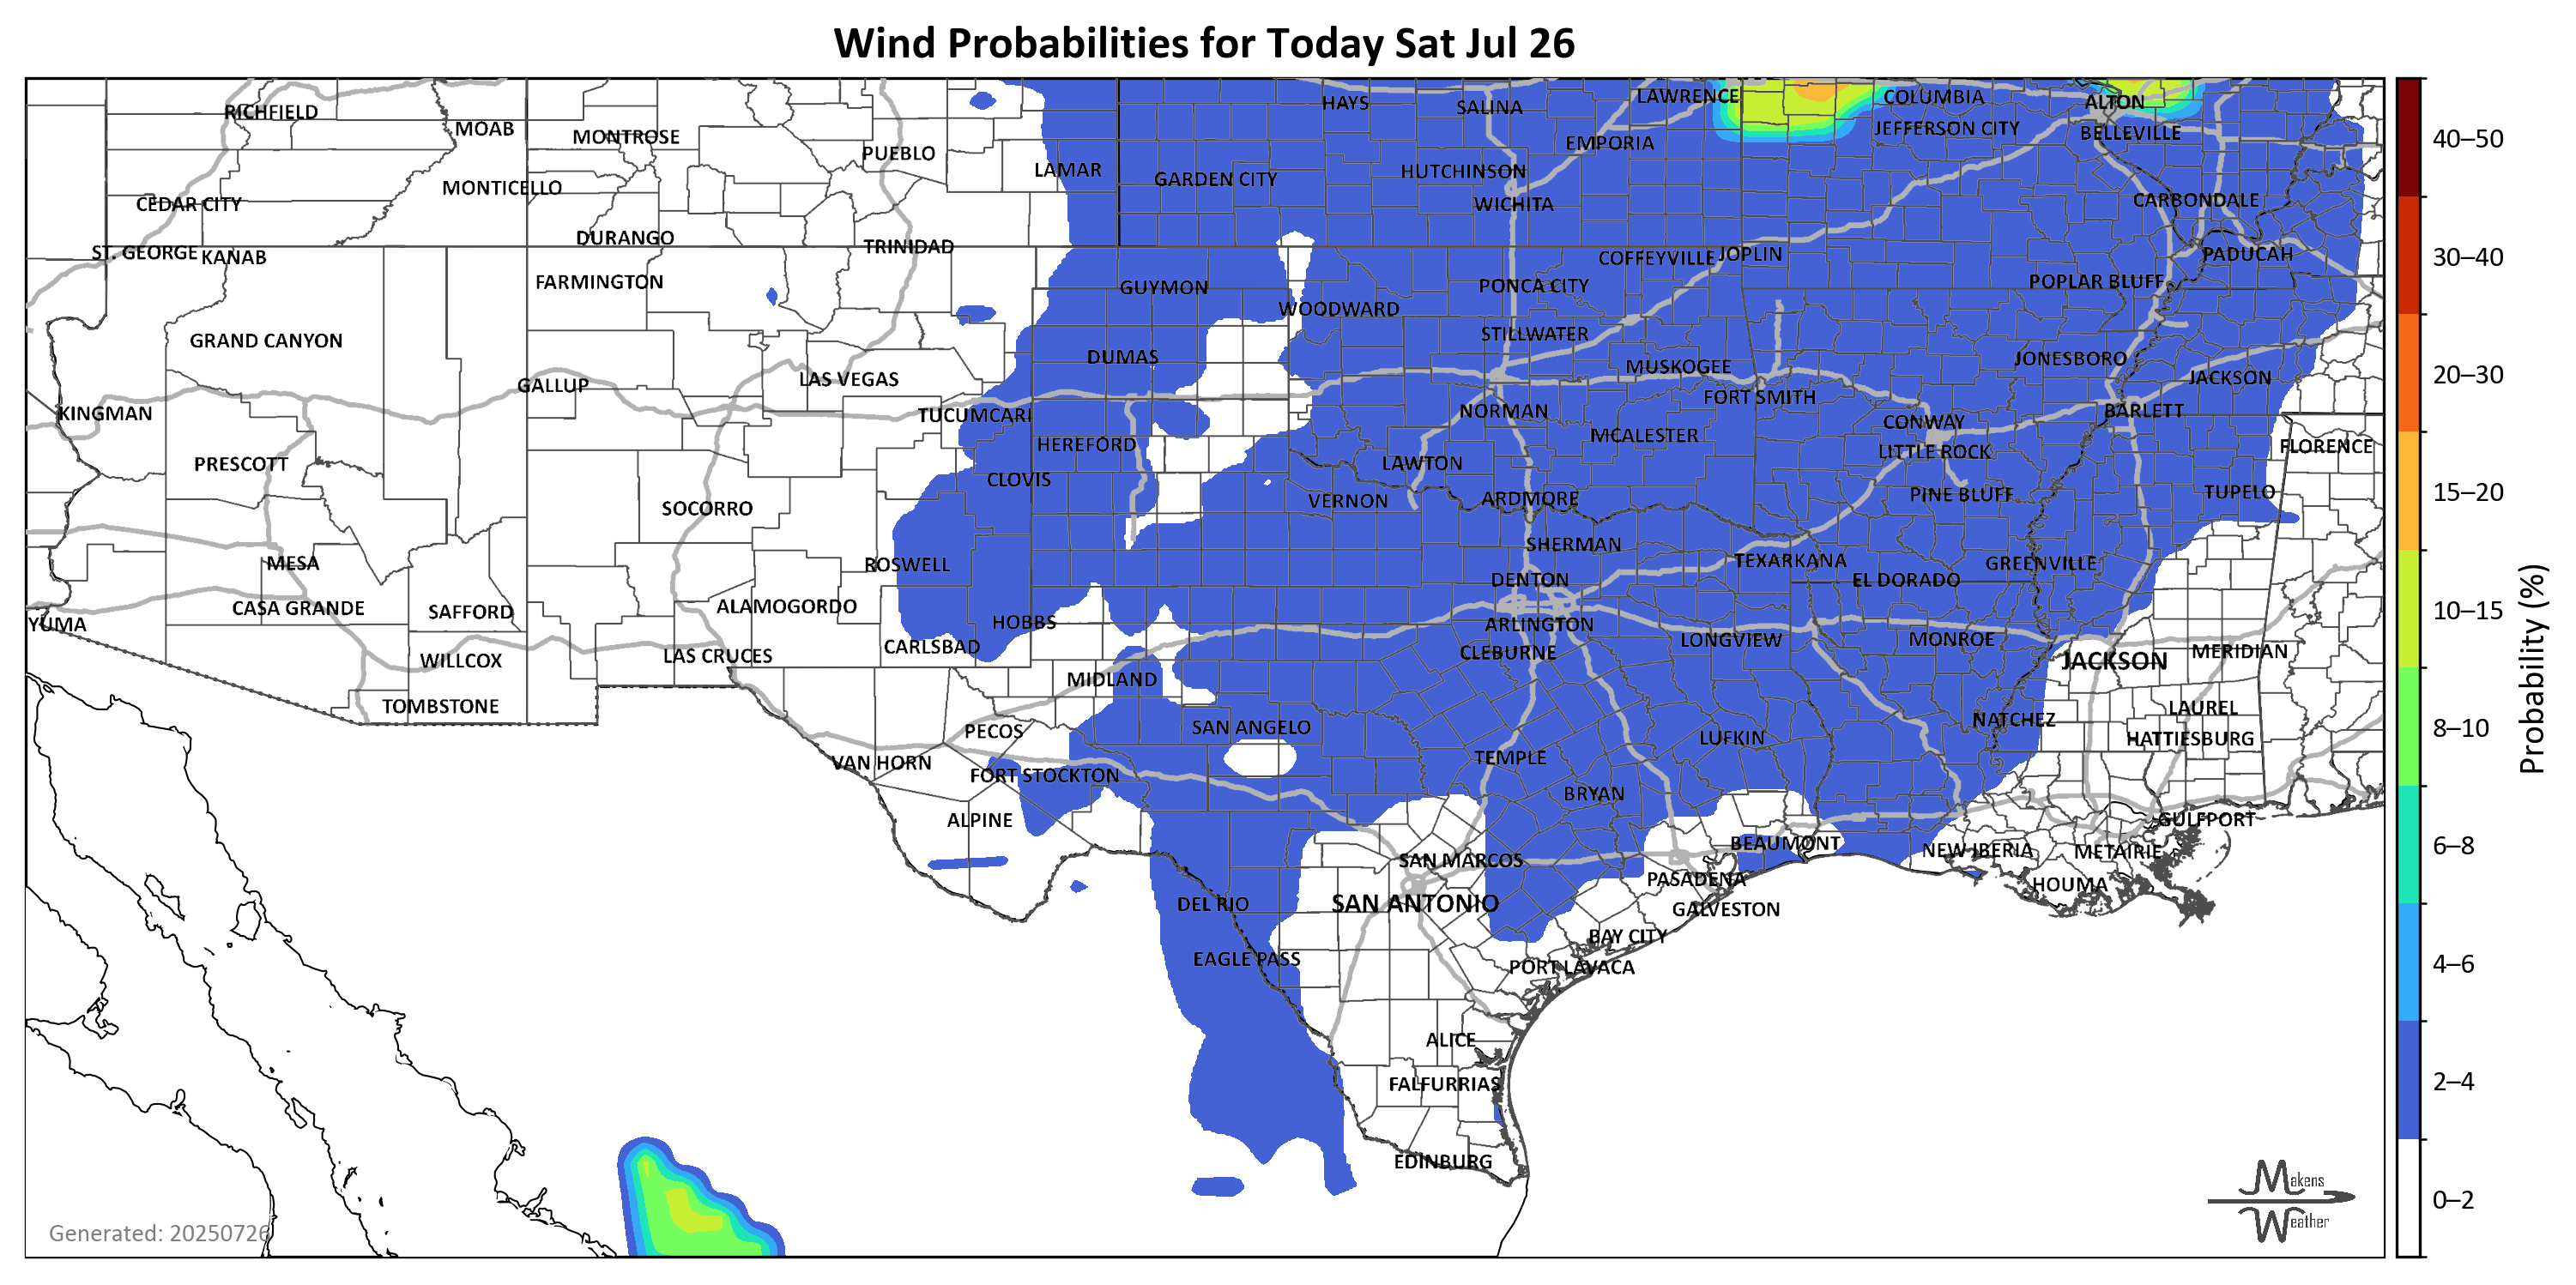 Wind Probabilities for Today Sat Jul 26
RICHFIELD
MOAB
MONTROSE
PUEBLO
LAMAR
HAYS
SALINA
LAWRENCE
COLUMBIA
ALTON
EMPORIA
JEFFERSON CITY
BELLEVILLE
MONTICELLO
GARDEN CITY
HUTCHINSON
CEDAR CITY
WICHITA
CARBONDALE
DURANGO
TRINIDAD
ST. GEORGE
KANAB
COFFEYVILLE
JOPLIN
PADUCAH
FARMINGTON
GUYMON
PONCA CITY
POPLAR BLUFF
WOODWARD
GRAND CANYON
STILLWATER
DUMAS
MUSKOGEE
JONESBORO
GALLUP
LAS VEGAS
JACKSON
FORT SMITH
KINGMAN
TUCUMCARI
NORMAN
BARLETT
CONWAY
HEREFORD
MCALESTER
FLORENCE
PRESCOTT
LAWTON
LITTLE ROCK
CLOVIS
SOCORRO
VERNON
ARDMORE
PINE BLUFF
TUPELO
SHERMAN
MESA
ROSWELL
TEXARKANA
GREENVILLE
DENTON
EL DORADO
CASA GRANDE
SAFFORD
ALAMOGORDO
YUMA
HOBBS
ARLINGTON
CARLSBAD
LONGVIEW
MONROE
WILLCOX
LAS CRUCES
CLEBURNE
JACKSON
MERIDIAN
MIDLAND
TOMBSTONE
LAUREL
PECOS
SAN ANGELO
NATCHEZ
LUFKIN
HATTIESBURG
VAN HORN
FORT STOCKTON
TEMPLE
BRYAN
ALPINE
GULFPORT
SAN MARCOS
BEAUMONT
NEW IBERIA
METAIRIE
PASADENA
HOUMA
DEL RIO
SAN ANTONIO
GALVESTON
BAY CITY
EAGLE PASS
PORT LAVACA
ALICE
FALFURRIAS
EDINBURG
Generated: 20250726
Makens
Weather
40–50
30–40
20–30
15–20
10–15
8–10
6–8
4–6
2–4
0–2
Probability (%)